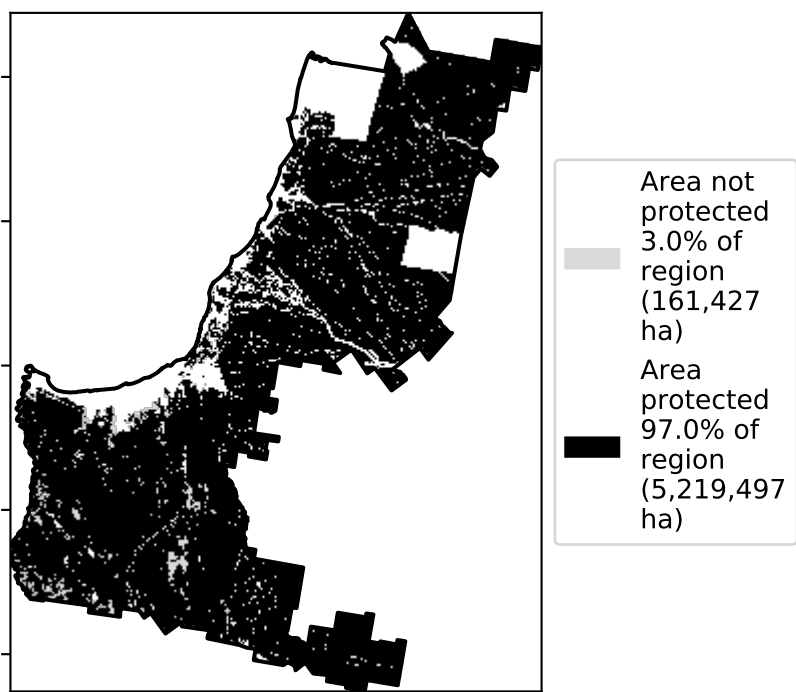 Area not
protected
3.0% of
region
(161,427
ha)
Area
protected
97.0% of
region
(5,219,497
ha)